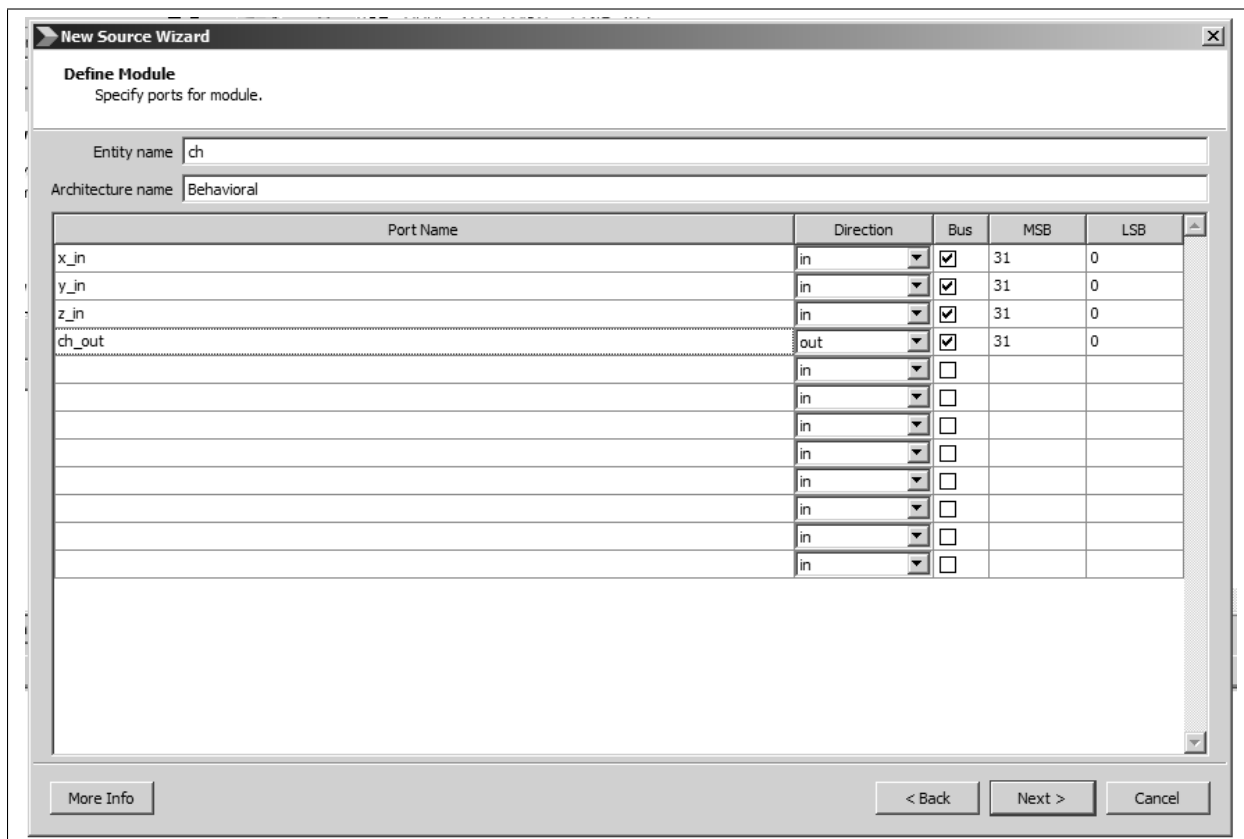 New Source Wizard
Define Module
Specify ports for module.
Entity name ch
Architecture name Behavioral
Port Name Direction Bus MSB LSB
x_in in 31 0
y_in in 31 0
z_in in 31 0
ch_out out 31 0
in
in
in
in
in
in
in
in
More Info < Back Next > Cancel